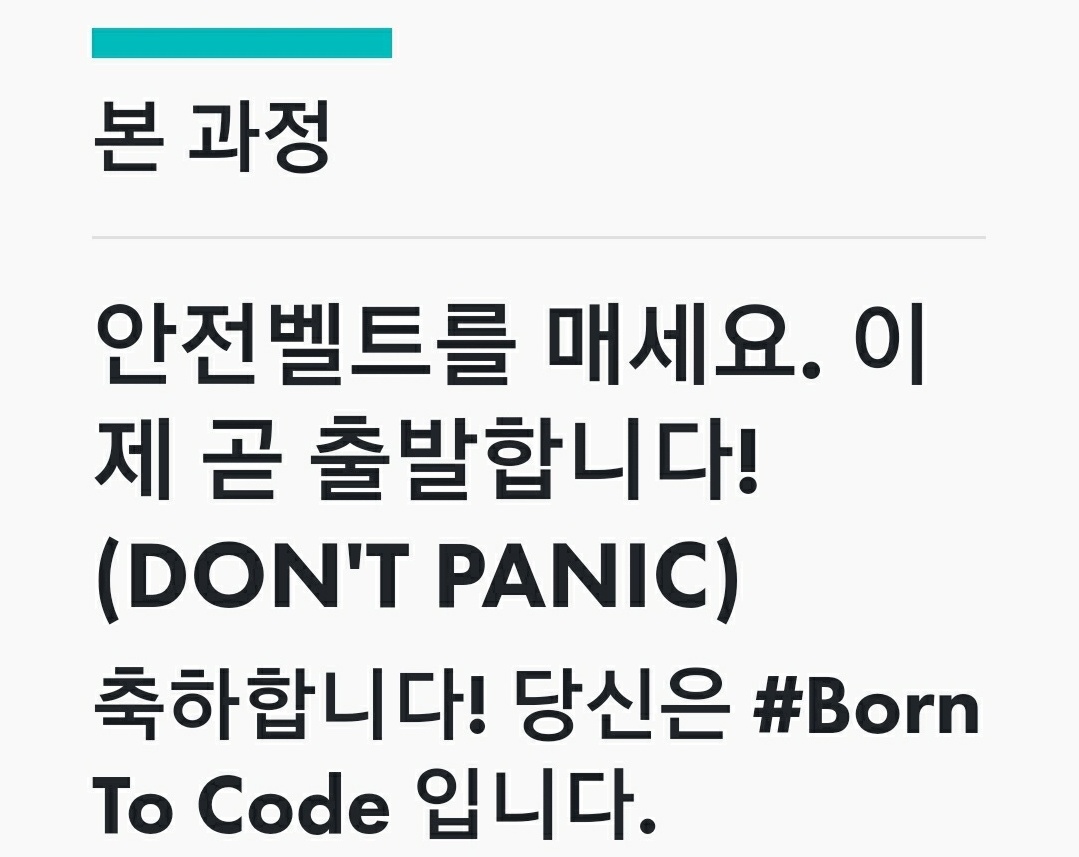 본 과정
안전벨트를 매세요. 이
제 곧 출발합니다!
(DON'T PANIC)
축하합니다! 당신은 #Born
To Code 입니다.